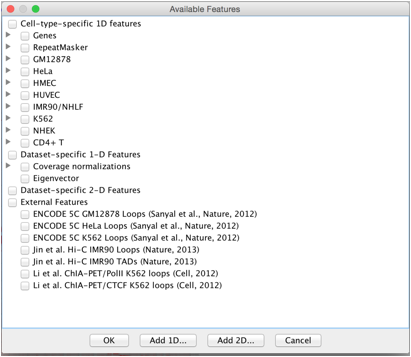 Available Features
Cell-type-specific 1D features
Genes
RepeatMasker
GM12878
HeLa
HMEC
HUVEC
IMR90/NHLF
K562
NHEK
CD4+ T
Dataset-specific 1-D Features
Coverage normalizations
Eigenvector
Dataset-specific 2-D Features
External Features
ENCODE 5C GM12878 Loops (Sanyal et al., Nature, 2012)
ENCODE 5C HeLa Loops (Sanyal et al., Nature, 2012)
ENCODE 5C K562 Loops (Sanyal et al., Nature, 2012)
Jin et al. Hi-C IMR90 Loops (Nature, 2013)
Jin et al. Hi-C IMR90 TADs (Nature, 2013)
Li et al. ChIA-PET/PolII K562 loops (Cell, 2012)
Li et al. ChIA-PET/CTCF K562 loops (Cell, 2012)
OK Add 1D... Add 2D... Cancel